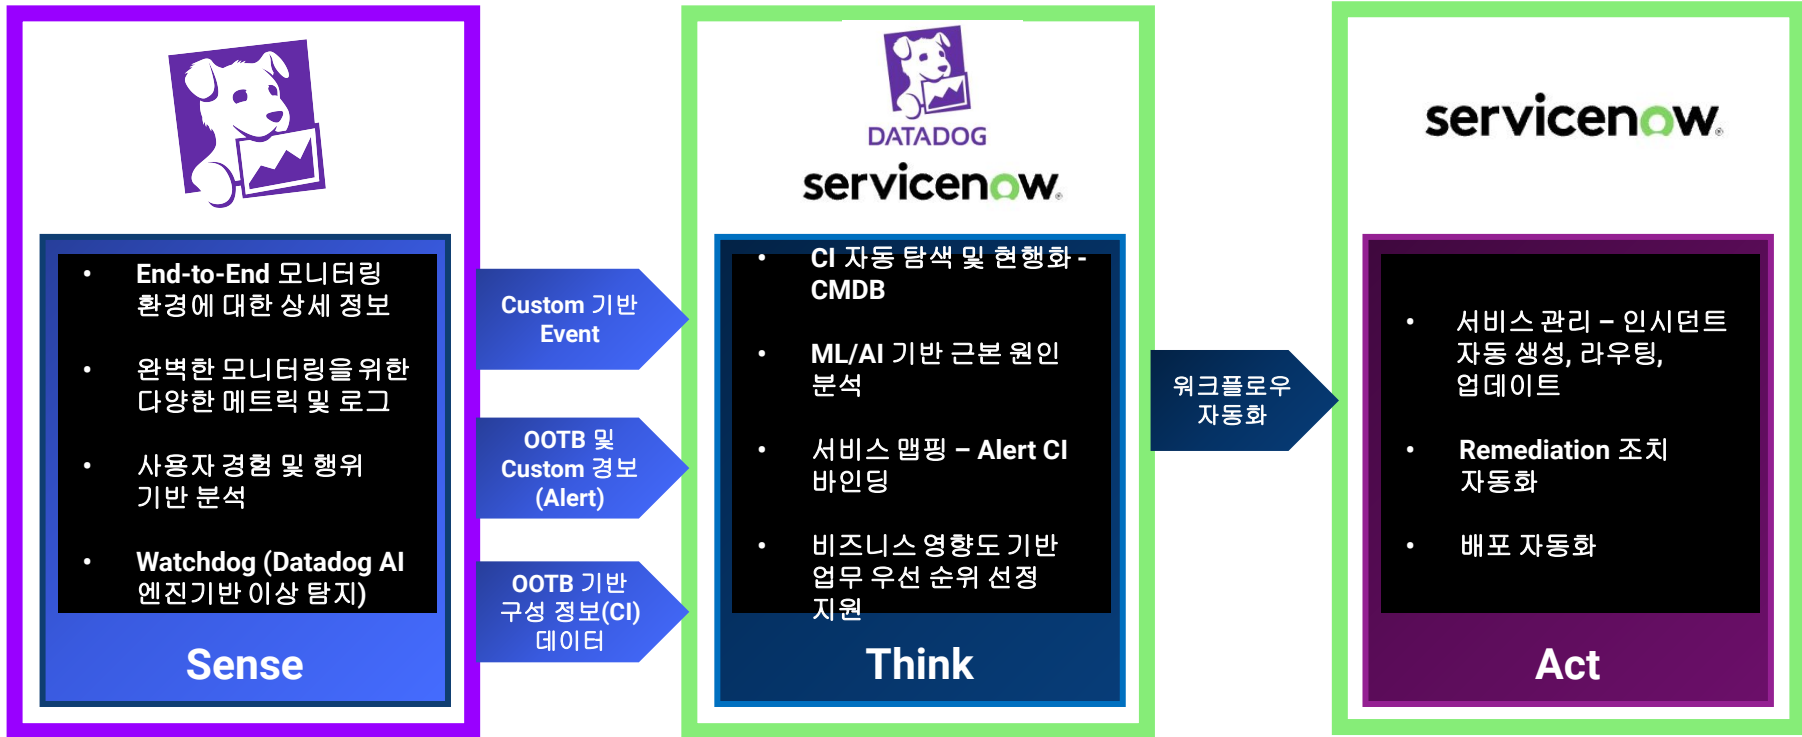 • End-to-End 모니터링
환경에 대한 상세 정보
• 완벽한 모니터링을 위한
다양한 메트릭 및 로그
• 사용자 경험 및 행위
기반 분석
• Watchdog (Datadog AI
엔진기반 이상 탐지)
Sense
Custom 기반
Event
OOTB 및
Custom 경보
(Alert)
OOTB 기반
구성 정보(CI)
데이터
DATADOG
servicenow®
• CI 자동 탐색 및 현행화 -
CMDB
• ML/AI 기반 근본 원인
분석
• 서비스 맵핑 – Alert CI
바인딩
• 비즈니스 영향도 기반
업무 우선 순위 선정
지원
Think
워크플로우
자동화
servicenow®
• 서비스 관리 – 인시던트
자동 생성, 라우팅,
업데이트
• Remediation 조치
자동화
• 배포 자동화
Act